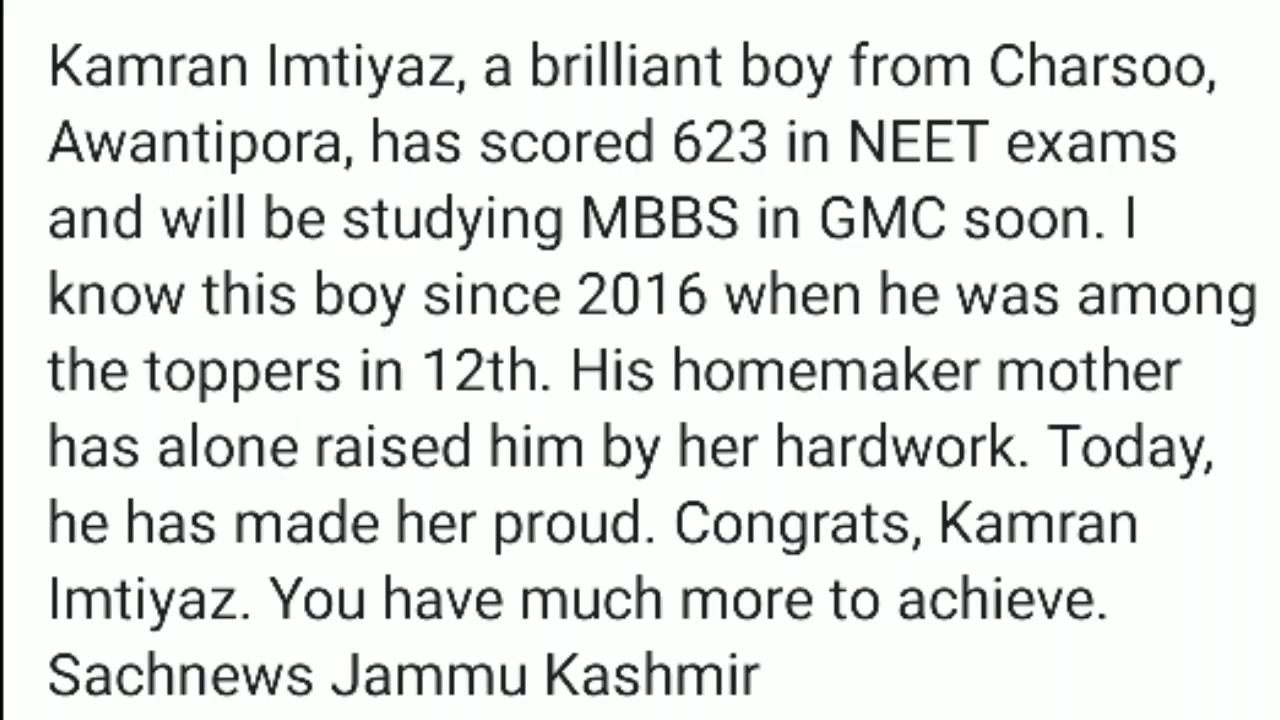 Kamran Imtiyaz, a brilliant boy from Charsoo,
Awantipora, has scored 623 in NEET exams
and will be studying MBBS in GMC soon. I
know this boy since 2016 when he was among
the toppers in 12th. His homemaker mother
has alone raised him by her hardwork. Today,
he has made her proud. Congrats, Kamran
Imtiyaz. You have much more to achieve.
Sachnews Jammu Kashmir